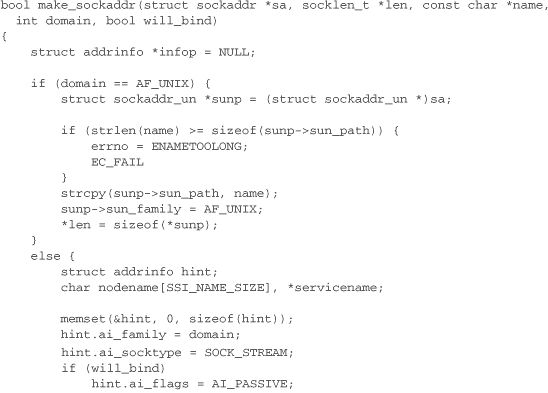 bool make_sockaddr(struct sockaddr *sa, socklen_t *len, const char *name,
  int domain, bool will_bind)
{
    struct addrinfo *infop = NULL;

    if (domain == AF_UNIX) {
        struct sockaddr_un *sunp = (struct sockaddr_un *)sa;

        if (strlen(name) >= sizeof(sunp->sun_path)) {
            errno = ENAMETOOLONG;
            EC_FAIL
        }
        strcpy(sunp->sun_path, name);
        sunp->sun_family = AF_UNIX;
        *len = sizeof(*sunp);
    }
    else {
        struct addrinfo hint;
        char nodename[SSI_NAME_SIZE], *servicename;

        memset(&hint, 0, sizeof(hint));
        hint.ai_family = domain;
        hint.ai_socktype = SOCK_STREAM;
        if (will_bind)
            hint.ai_flags = AI_PASSIVE;